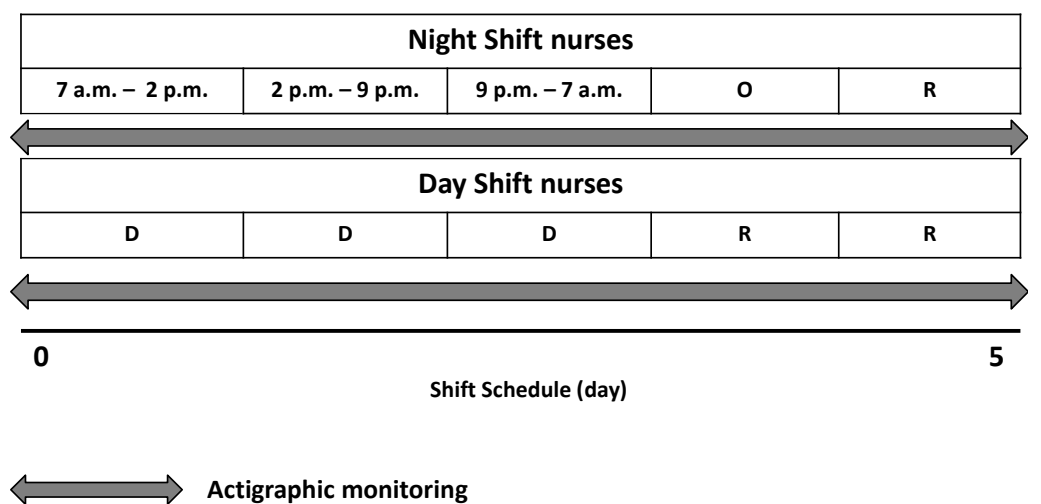 Night Shift nurses
7 a.m. – 2 p.m. 2 p.m. – 9 p.m. 9 p.m. – 7 a.m. O R
Day Shift nurses
D D D R R
0 5
Shift Schedule (day)
Actigraphic monitoring